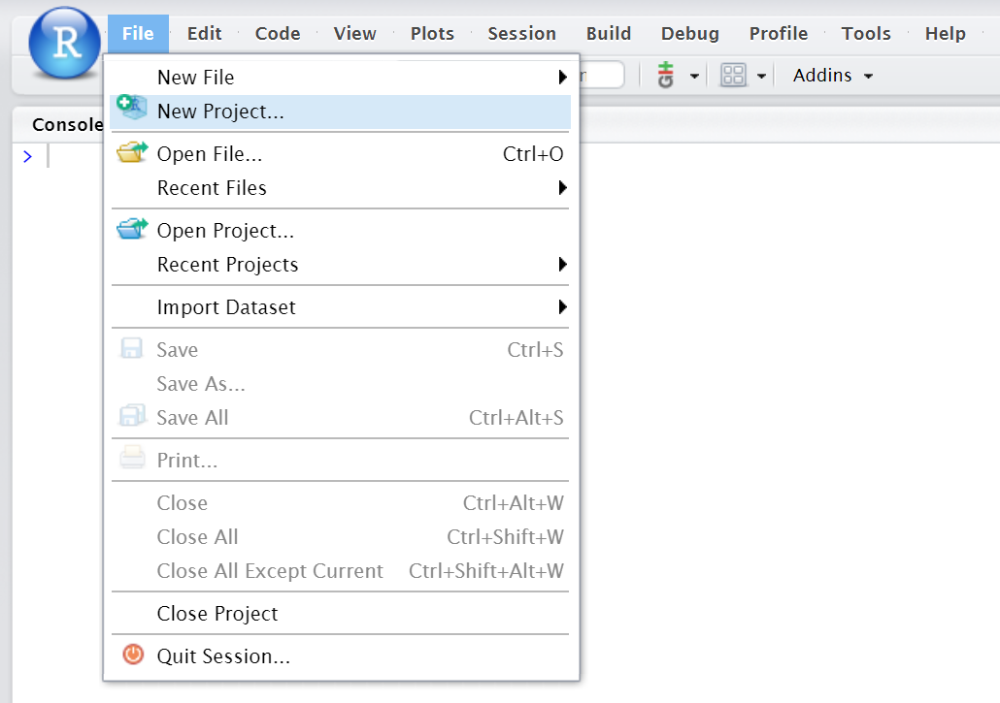 R File Edit Code View Plots Session Build Debug Profile Tools Help
Addins
Console
>
New File
New Project...
Open File... Ctrl+O
Recent Files
Open Project...
Recent Projects
Import Dataset
Save Ctrl+S
Save As...
Save All Ctrl+Alt+S
Print...
Close Ctrl+Alt+W
Close All Ctrl+Shift+W
Close All Except Current Ctrl+Shift+Alt+W
Close Project
Quit Session...